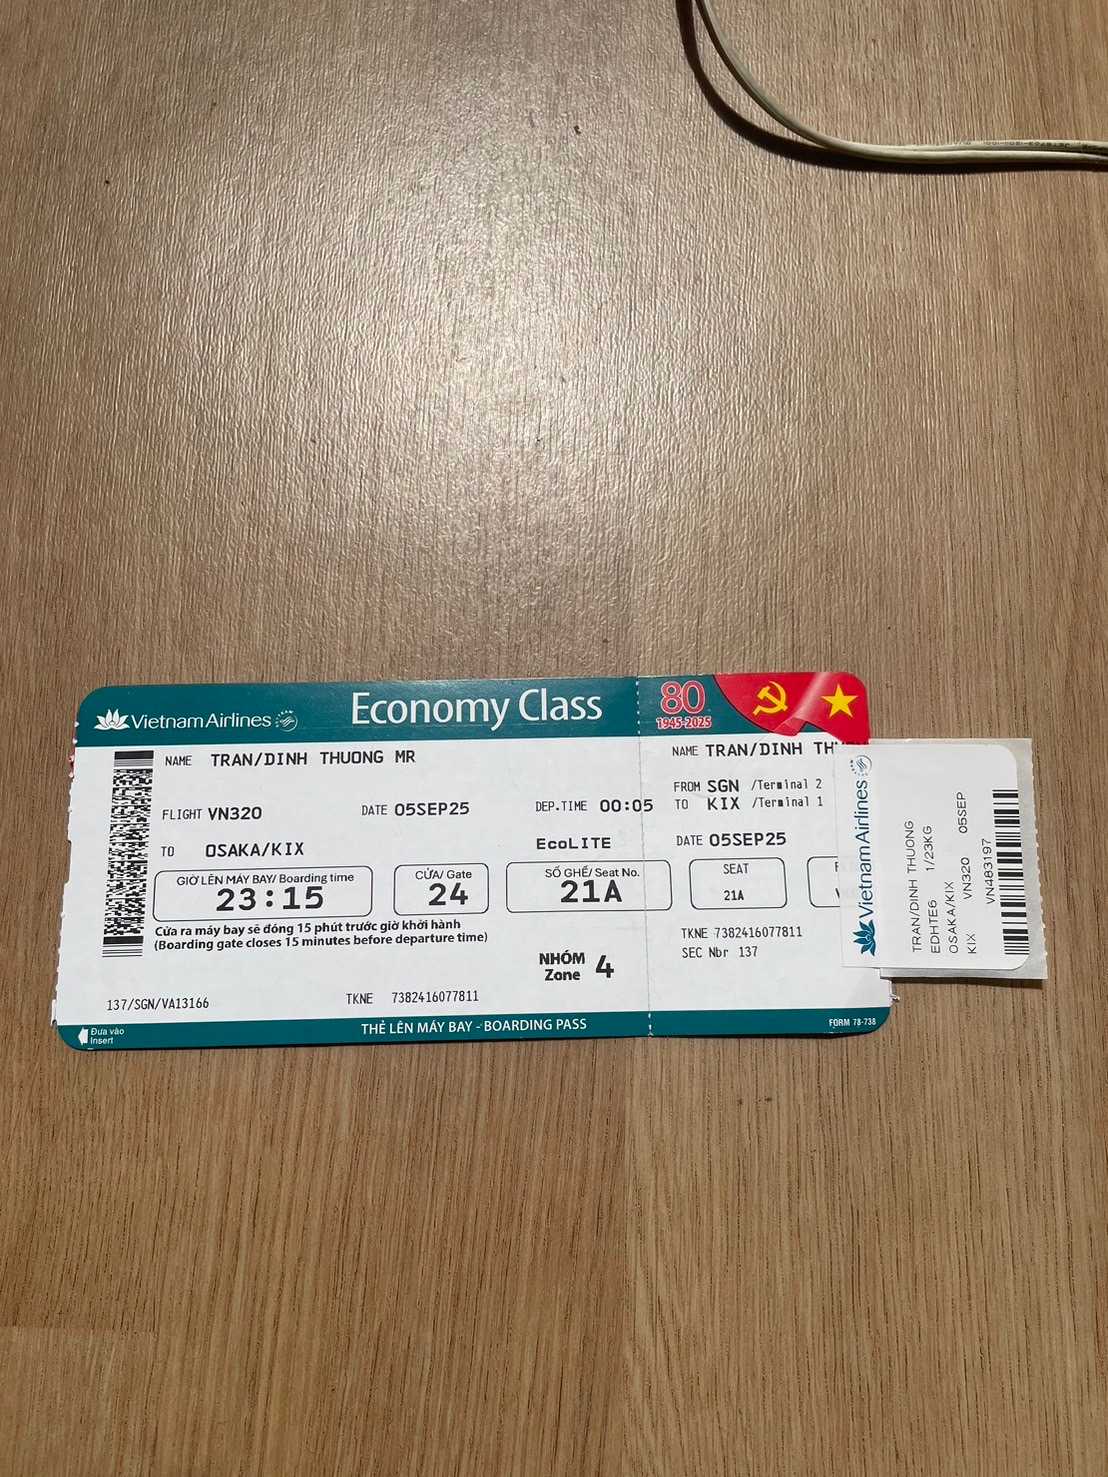 VietnamAirlines
Economy Class
NAME TRAN/DINH THUONG MR
FLIGHT VN320 DATE 05SEP25 DEP.TIME 00:05
TO OSAKA/KIX EcoLITE
GIỜ LÊN MÁY BAY/ Boarding time
23:15
CỬA/ Gate
24
SỐ GHẾ/ Seat No.
21A
Cửa ra máy bay sẽ đóng 15 phút trước giờ khởi hành
(Boarding gate closes 15 minutes before departure time)
NHÓM
Zone 4
137/SGN/VA13166 TKNE 7382416077811
Đưa vào
Insert
THẺ LÊN MÁY BAY - BOARDING PASS
80
1945-2025
NAME TRAN/DINH
FROM SGN /Terminal 2
TO KIX /Terminal 1
DATE 05SEP25
SEAT
21A
TKNE 7382416077811
SEC Nbr 137
FORM 78-738
Vietnam Airlines
TRAN/DINH THUONG
EDHTE6 1/23KG
OSAKA/KIX
KIX VN320 05SEP
VN483197